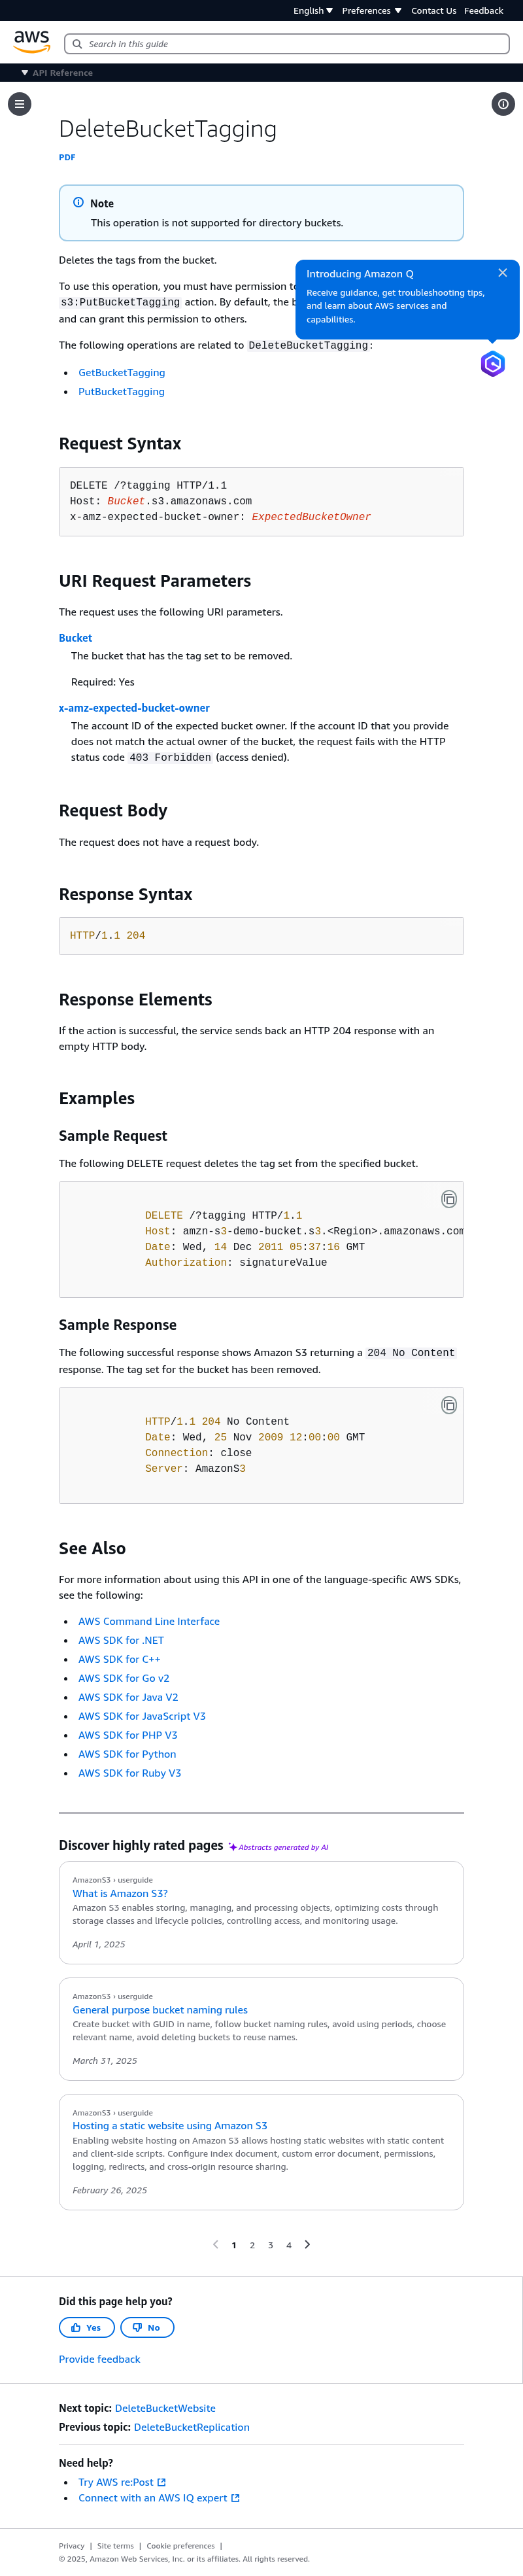 English Preferences Contact Us Feedback
aws
Search in this guide
API Reference
DeleteBucketTagging
PDF
Note
This operation is not supported for directory buckets.
Deletes the tags from the bucket.
To use this operation, you must have permission to
s3:PutBucketTagging action. By default, the b
and can grant this permission to others.
Introducing Amazon Q
Receive guidance, get troubleshooting tips,
and learn about AWS services and
capabilities.
The following operations are related to DeleteBucketTagging:
GetBucketTagging
PutBucketTagging
Request Syntax
DELETE /?tagging HTTP/1.1
Host: Bucket.s3.amazonaws.com
x-amz-expected-bucket-owner: ExpectedBucketOwner
URI Request Parameters
The request uses the following URI parameters.
Bucket
The bucket that has the tag set to be removed.
Required: Yes
x-amz-expected-bucket-owner
The account ID of the expected bucket owner. If the account ID that you provide
does not match the actual owner of the bucket, the request fails with the HTTP
status code 403 Forbidden (access denied).
Request Body
The request does not have a request body.
Response Syntax
HTTP/1.1 204
Response Elements
If the action is successful, the service sends back an HTTP 204 response with an
empty HTTP body.
Examples
Sample Request
The following DELETE request deletes the tag set from the specified bucket.
DELETE /?tagging HTTP/1.1
Host: amzn-s3-demo-bucket.s3.<Region>.amazonaws.com
Date: Wed, 14 Dec 2011 05:37:16 GMT
Authorization: signatureValue
Sample Response
The following successful response shows Amazon S3 returning a 204 No Content
response. The tag set for the bucket has been removed.
HTTP/1.1 204 No Content
Date: Wed, 25 Nov 2009 12:00:00 GMT
Connection: close
Server: AmazonS3
See Also
For more information about using this API in one of the language-specific AWS SDKs,
see the following:
AWS Command Line Interface
AWS SDK for .NET
AWS SDK for C++
AWS SDK for Go v2
AWS SDK for Java V2
AWS SDK for JavaScript V3
AWS SDK for PHP V3
AWS SDK for Python
AWS SDK for Ruby V3
Discover highly rated pages Abstracts generated by AI
AmazonS3 › userguide
What is Amazon S3?
Amazon S3 enables storing, managing, and processing objects, optimizing costs through
storage classes and lifecycle policies, controlling access, and monitoring usage.
April 1, 2025
AmazonS3 › userguide
General purpose bucket naming rules
Create bucket with GUID in name, follow bucket naming rules, avoid using periods, choose
relevant name, avoid deleting buckets to reuse names.
March 31, 2025
AmazonS3 › userguide
Hosting a static website using Amazon S3
Enabling website hosting on Amazon S3 allows hosting static websites with static content
and client-side scripts. Configure index document, custom error document, permissions,
logging, redirects, and cross-origin resource sharing.
February 26, 2025
1 2 3 4
Did this page help you?
Yes No
Provide feedback
Next topic: DeleteBucketWebsite
Previous topic: DeleteBucketReplication
Need help?
Try AWS re:Post
Connect with an AWS IQ expert
Privacy | Site terms | Cookie preferences |
© 2025, Amazon Web Services, Inc. or its affiliates. All rights reserved.